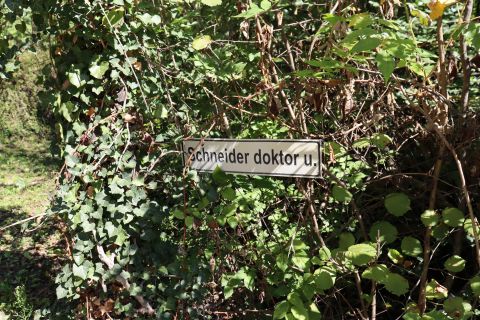 Schneider doktor u.